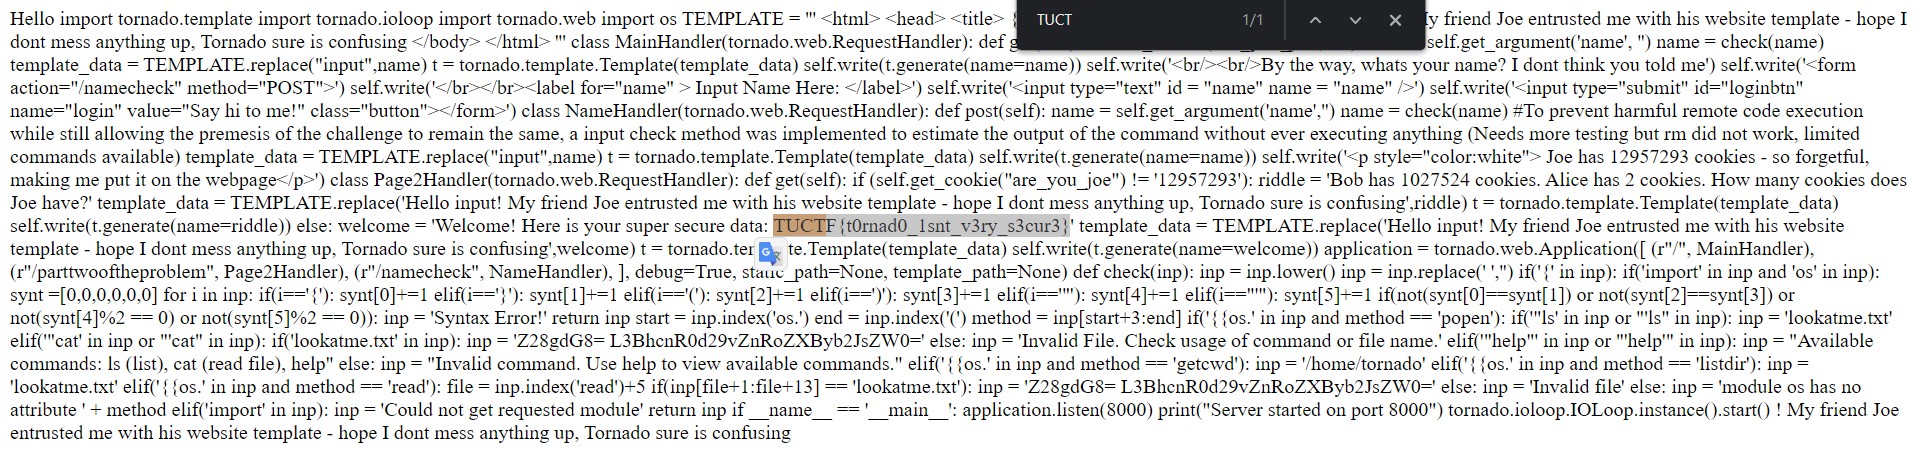 Hello import tornado.template import tornado.ioloop import tornado.web import os TEMPLATE = ''' <html> <head> <title> { TUCT 1/1 My friend Joe entrusted me with his website template - hope I
dont mess anything up, Tornado sure is confusing </body> </html> ''' class MainHandler(tornado.web.RequestHandler): def g self.get_argument('name', '') name = check(name)
template_data = TEMPLATE.replace("input",name) t = tornado.template.Template(template_data) self.write(t.generate(name=name)) self.write('<br/><br/>By the way, whats your name? I dont think you told me') self.write('<form
action="/namecheck" method="POST">') self.write('</br></br><label for="name" > Input Name Here: </label>') self.write('<input type="text" id = "name" name = "name" />') self.write('<input type="submit" id="loginbtn"
name="login" value="Say hi to me!" class="button"></form>') class NameHandler(tornado.web.RequestHandler): def post(self): name = self.get_argument('name','') name = check(name) #To prevent harmful remote code execution
while still allowing the premesis of the challenge to remain the same, a input check method was implemented to estimate the output of the command without ever executing anything (Needs more testing but rm did not work, limited
commands available) template_data = TEMPLATE.replace("input",name) t = tornado.template.Template(template_data) self.write(t.generate(name=name)) self.write('<p style="color:white"> Joe has 12957293 cookies - so forgetful,
making me put it on the webpage</p>') class Page2Handler(tornado.web.RequestHandler): def get(self): if (self.get_cookie("are_you_joe") != '12957293'): riddle = 'Bob has 1027524 cookies. Alice has 2 cookies. How many cookies does
Joe have?' template_data = TEMPLATE.replace('Hello input! My friend Joe entrusted me with his website template - hope I dont mess anything up, Tornado sure is confusing',riddle) t = tornado.template.Template(template_data)
self.write(t.generate(name=riddle)) else: welcome = 'Welcome! Here is your super secure data: TUCTF{t0rnad0_1snt_v3ry_s3cur3}' template_data = TEMPLATE.replace('Hello input! My friend Joe entrusted me with his website
template - hope I dont mess anything up, Tornado sure is confusing',welcome) t = te.Template(template_data) self.write(t.generate(name=welcome)) application = tornado.web.Application([ (r"/", MainHandler),
(r"/parttwooftheproblem", Page2Handler), (r"/namecheck", NameHandler), ], debug=True, static_path=None, template_path=None) def check(inp): inp = inp.lower() inp = inp.replace(' ','') if('{' in inp): if('import' in inp and 'os' in inp):
synt =[0,0,0,0,0,0] for i in inp: if(i=='{'): synt[0]+=1 elif(i=='}'): synt[1]+=1 elif(i=='('): synt[2]+=1 elif(i==')'): synt[3]+=1 elif(i=='"'): synt[4]+=1 elif(i=="'"): synt[5]+=1 if(not(synt[0]==synt[1]) or not(synt[2]==synt[3]) or
not(synt[4]%2 == 0) or not(synt[5]%2 == 0)): inp = 'Syntax Error!' return inp start = inp.index('os.') end = inp.index('(') method = inp[start+3:end] if('{{os.' in inp and method == 'popen'): if("'ls' in inp or '"ls" in inp): inp = 'lookatme.txt'
elif("'cat' in inp or '"cat" in inp): if('lookatme.txt' in inp): inp = 'Z28gdG8= L3BhcnR0d29vZnRoZXByb2JsZW0=' else: inp = 'Invalid File. Check usage of command or file name.' elif('"help"' in inp or "'help'" in inp): inp = "Available
commands: ls (list), cat (read file), help" else: inp = "Invalid command. Use help to view available commands." elif('{{os.' in inp and method == 'getcwd'): inp = '/home/tornado' elif('{{os.' in inp and method == 'listdir'): inp =
'lookatme.txt' elif('{{os.' in inp and method == 'read'): file = inp.index('read')+5 if(inp[file+1:file+13] == 'lookatme.txt'): inp = 'Z28gdG8= L3BhcnR0d29vZnRoZXByb2JsZW0=' else: inp = 'Invalid file' else: inp = 'module os has no
attribute ' + method elif('import' in inp): inp = 'Could not get requested module' return inp if __name__ == '__main__': application.listen(8000) print("Server started on port 8000") tornado.ioloop.IOLoop.instance().start() ! My friend Joe
entrusted me with his website template - hope I dont mess anything up, Tornado sure is confusing